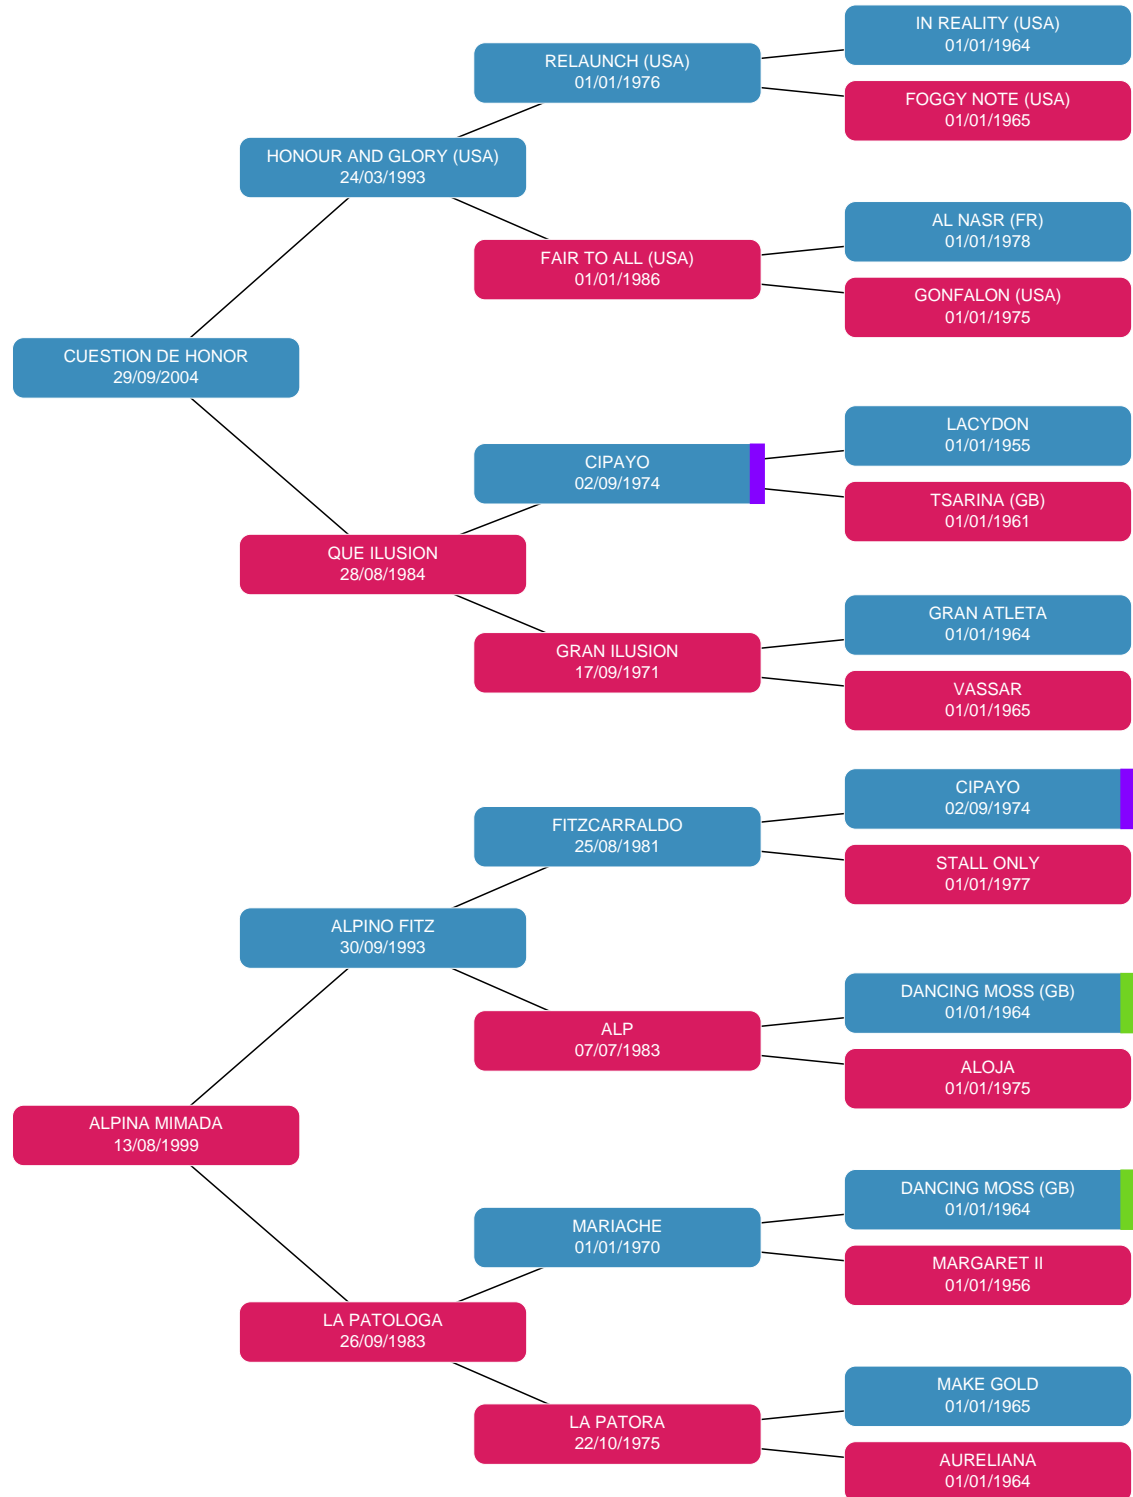 IN REALITY (USA)
01/01/1964
RELAUNCH (USA)
01/01/1976
FOGGY NOTE (USA)
01/01/1965
HONOUR AND GLORY (USA)
24/03/1993
AL NASR (FR)
01/01/1978
FAIR TO ALL (USA)
01/01/1986
GONFALON (USA)
01/01/1975
CUESTION DE HONOR
29/09/2004
LACYDON
01/01/1955
CIPAYO
02/09/1974
TSARINA (GB)
01/01/1961
QUE ILUSION
28/08/1984
GRAN ATLETA
01/01/1964
GRAN ILUSION
17/09/1971
VASSAR
01/01/1965
CIPAYO
02/09/1974
FITZCARRALDO
25/08/1981
STALL ONLY
01/01/1977
ALPINO FITZ
30/09/1993
DANCING MOSS (GB)
01/01/1964
ALP
07/07/1983
ALOJA
01/01/1975
ALPINA MIMADA
13/08/1999
DANCING MOSS (GB)
01/01/1964
MARIACHE
01/01/1970
MARGARET II
01/01/1956
LA PATOLOGA
26/09/1983
MAKE GOLD
01/01/1965
LA PATORA
22/10/1975
AURELIANA
01/01/1964